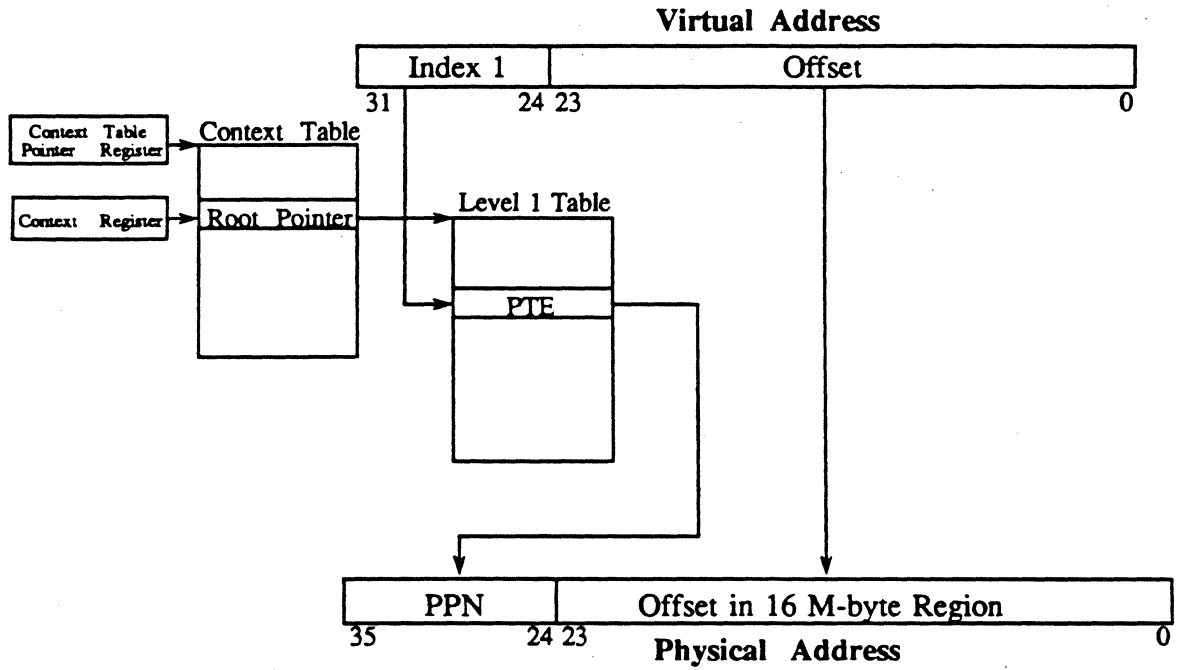 Virtual Address
Index 1 Offset
31 24 23 0
Context Table
Pointer Register
Context Table
Context Register
Root Pointer
Level 1 Table
PTE
PPN Offset in 16 M-byte Region
35 24 23 0
Physical Address